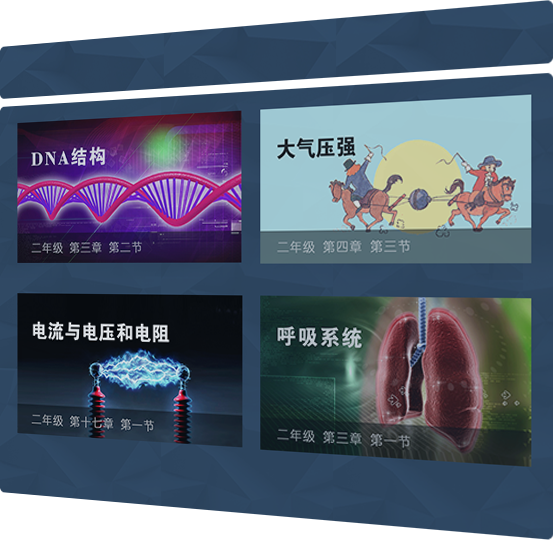 DNA结构
二年级 第三章 第二节
大气压强
二年级 第四章 第三节
电流与电压和电阻
二年级 第十七章 第一节
呼吸系统
二年级 第三章 第一节